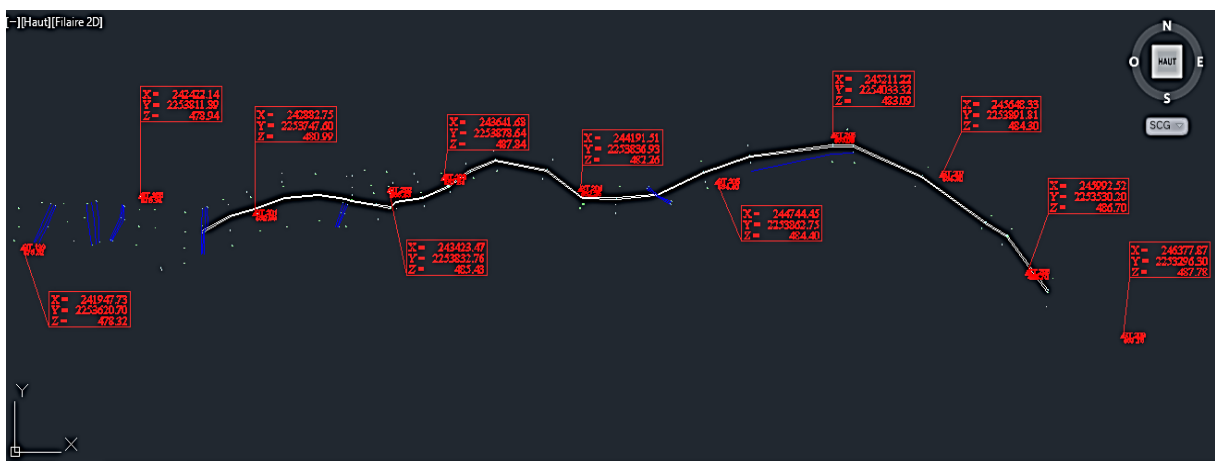 [−][Haut][Filaire 2D]
N
O
HAUT
E
S
SCG
X = 242422.14
Y = 2253811.89
Z = 478.94
X = 242882.75
Y = 2253747.60
Z = 480.99
X = 243641.68
Y = 2253878.64
Z = 487.84
X = 244191.51
Y = 2253836.93
Z = 482.26
X = 245211.22
Y = 2254033.32
Z = 483.09
X = 245648.33
Y = 2253891.81
Z = 484.30
X = 245992.52
Y = 2253530.20
Z = 486.70
X = 244744.45
Y = 2253862.75
Z = 484.40
X = 243423.47
Y = 2253832.76
Z = 485.43
X = 246377.87
Y = 2253296.30
Z = 487.78
X = 241947.73
Y = 2253620.70
Z = 478.32
Y
X